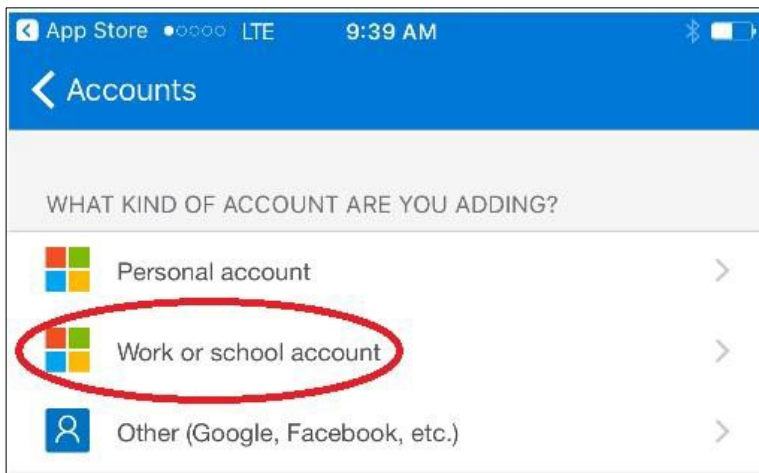 App Store LTE 9:39 AM
Accounts
WHAT KIND OF ACCOUNT ARE YOU ADDING?
Personal account
Work or school account
Other (Google, Facebook, etc.)